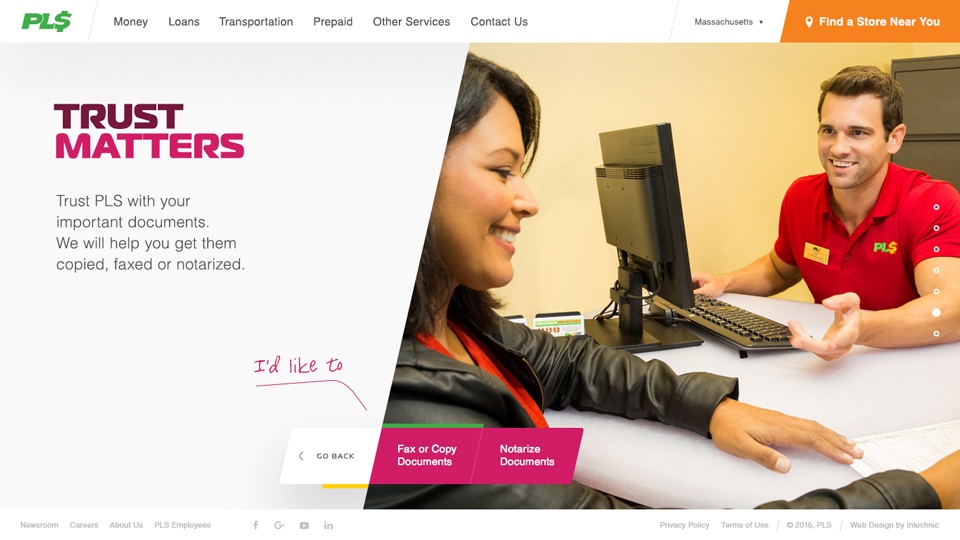 PLS
Money
Loans
Transportation
Prepaid
Other Services
Contact Us
Massachusetts
Find a Store Near You
TRUST
MATTERS
Trust PLS with your
important documents.
We will help you get them
copied, faxed or notarized.
I'd like to
GO BACK
Fax or Copy
Documents
Notarize
Documents
PLS
Newsroom
Careers
About Us
PLS Employees
Privacy Policy
Terms of Use
© 2016, PLS
Web Design by Intechnic